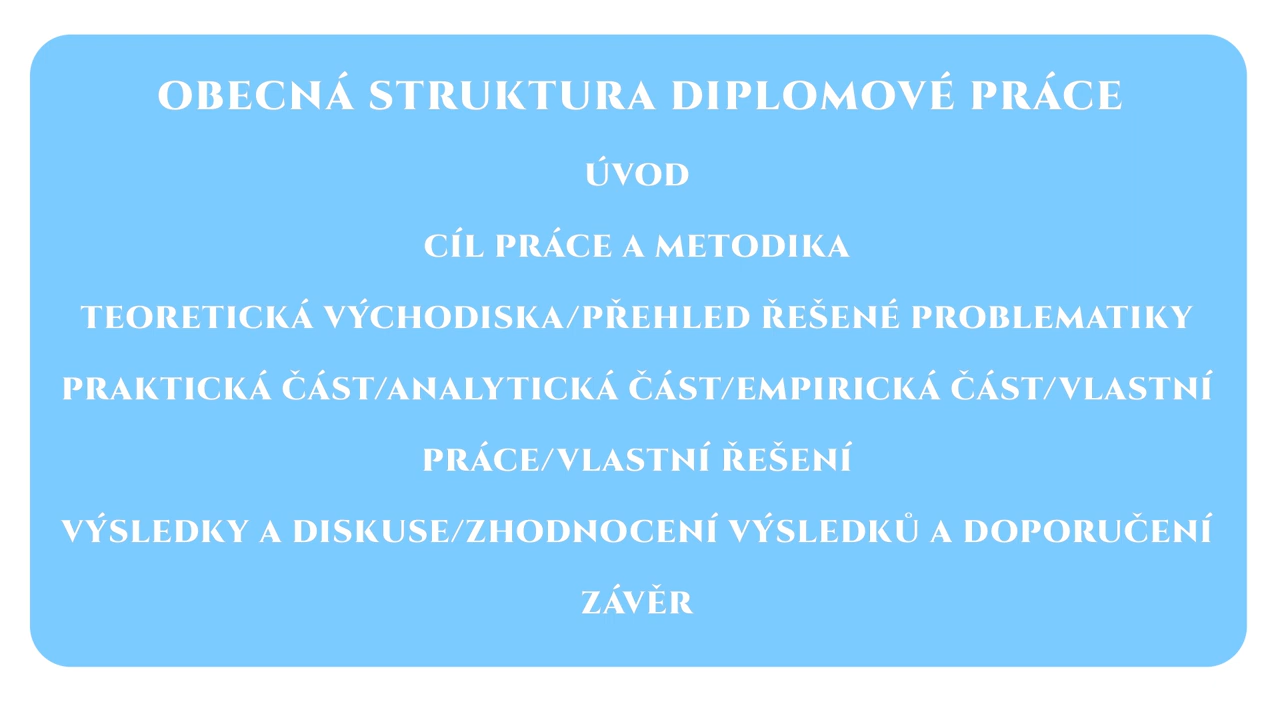 OBECNÁ STRUKTURA DIPLOMOVÉ PRÁCE
ÚVOD
CÍL PRÁCE A METODIKA
TEORETICKÁ VÝCHODISKA/PŘEHLED ŘEŠENÉ PROBLEMATIKY
PRAKTICKÁ ČÁST/ANALYTICKÁ ČÁST/EMPIRICKÁ ČÁST/VLASTNÍ
PRÁCE/VLASTNÍ ŘEŠENÍ
VÝSLEDKY A DISKUSE/ZHODNOCENÍ VÝSLEDKŮ A DOPORUČENÍ
ZÁVĚR